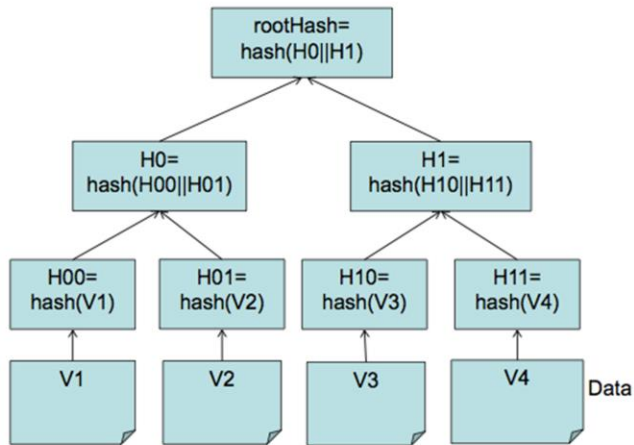 rootHash=
hash(H0||H1)
H0=
hash(H00||H01)
H1=
hash(H10||H11)
H00=
hash(V1)
H01=
hash(V2)
H10=
hash(V3)
H11=
hash(V4)
V1
V2
V3
V4
Data